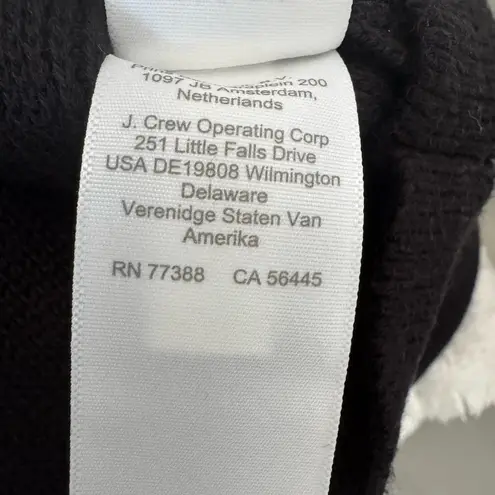 1097 JB Amsterdam,
Netherlands
J. Crew Operating Corp
251 Little Falls Drive
USA DE19808 Wilmington
Delaware
Verenidge Staten Van
Amerika
RN 77388 CA 56445